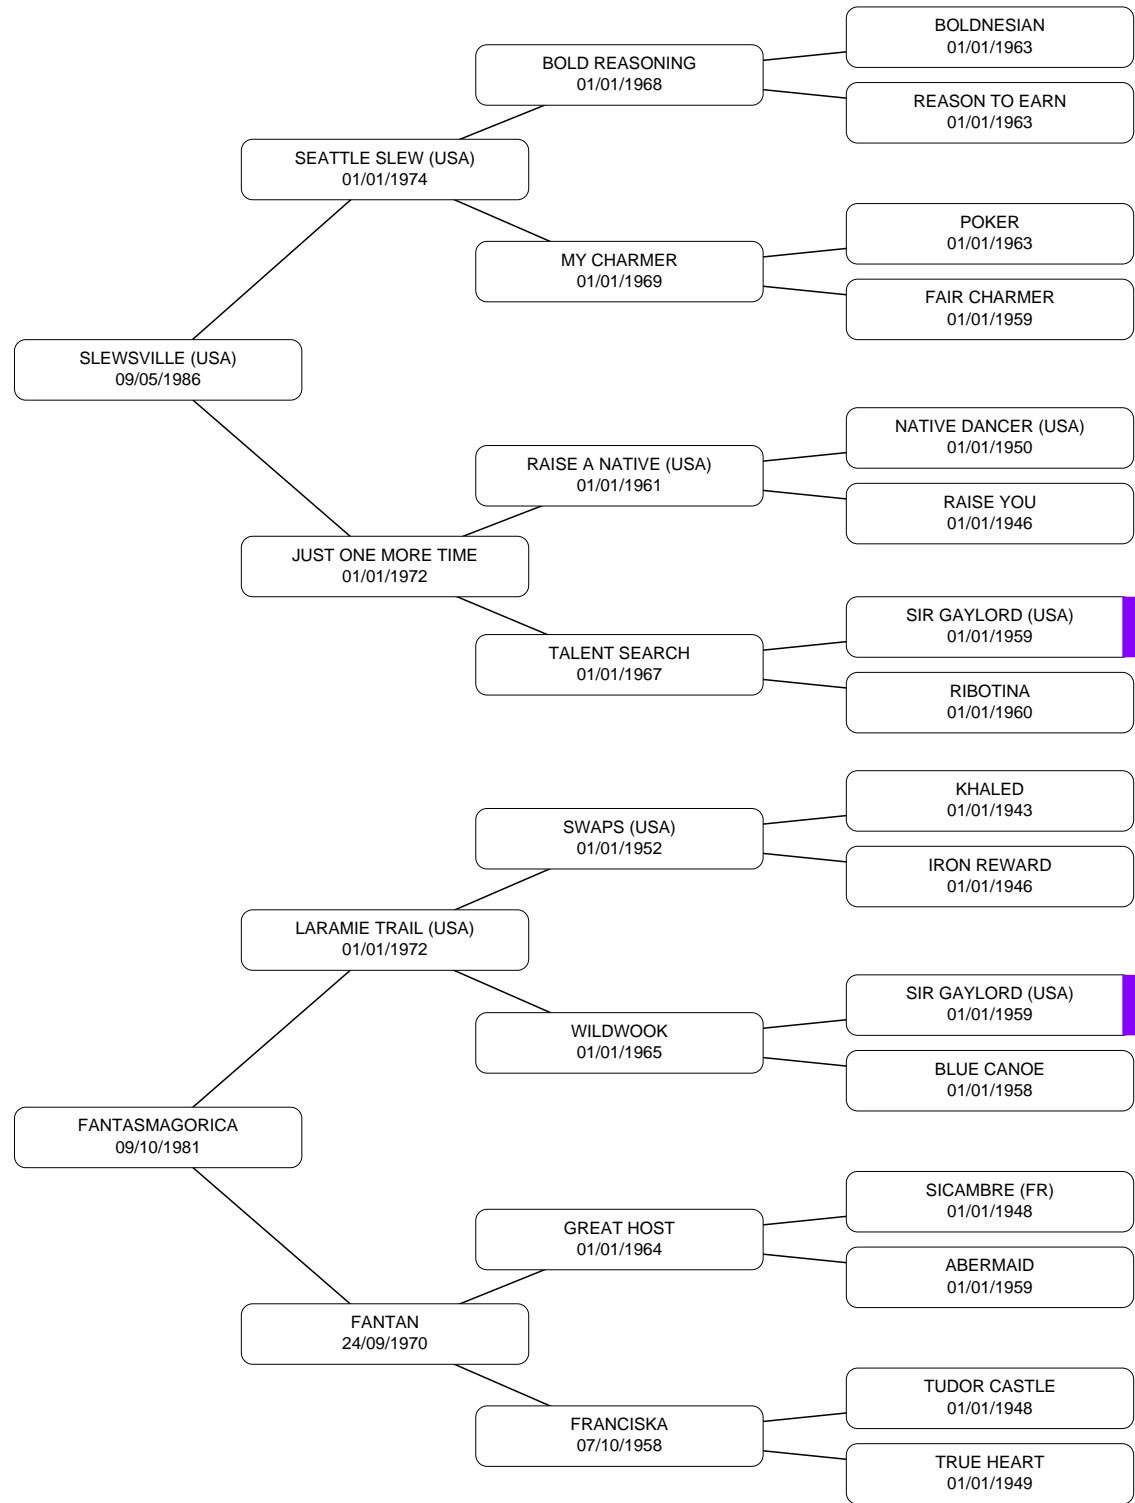 BOLDNESIAN
01/01/1963
BOLD REASONING
01/01/1968
REASON TO EARN
01/01/1963
SEATTLE SLEW (USA)
01/01/1974
POKER
01/01/1963
MY CHARMER
01/01/1969
FAIR CHARMER
01/01/1959
SLEWSVILLE (USA)
09/05/1986
NATIVE DANCER (USA)
01/01/1950
RAISE A NATIVE (USA)
01/01/1961
RAISE YOU
01/01/1946
JUST ONE MORE TIME
01/01/1972
SIR GAYLORD (USA)
01/01/1959
TALENT SEARCH
01/01/1967
RIBOTINA
01/01/1960
KHALED
01/01/1943
SWAPS (USA)
01/01/1952
IRON REWARD
01/01/1946
LARAMIE TRAIL (USA)
01/01/1972
SIR GAYLORD (USA)
01/01/1959
WILDWOOK
01/01/1965
BLUE CANOE
01/01/1958
FANTASMAGORICA
09/10/1981
SICAMBRE (FR)
01/01/1948
GREAT HOST
01/01/1964
ABERMAID
01/01/1959
FANTAN
24/09/1970
TUDOR CASTLE
01/01/1948
FRANCISKA
07/10/1958
TRUE HEART
01/01/1949